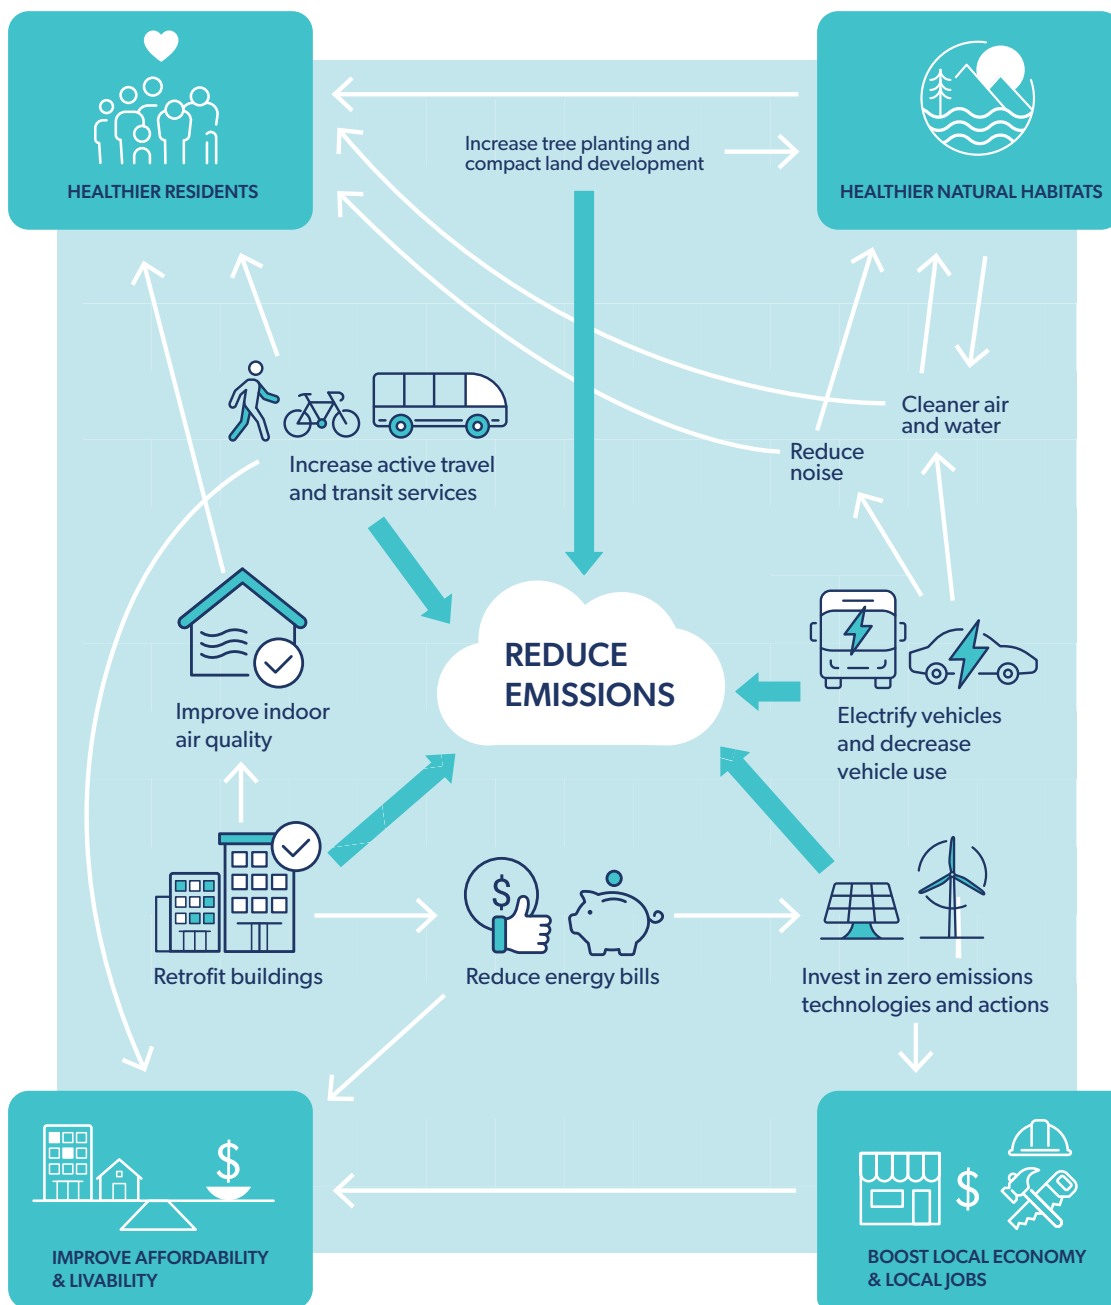 HEALTHIER RESIDENTS
HEALTHIER NATURAL HABITATS
Increase tree planting and
compact land development
Cleaner air
and water
Reduce
noise
Increase active travel
and transit services
REDUCE
EMISSIONS
Improve indoor
air quality
Electrify vehicles
and decrease
vehicle use
$
Retrofit buildings
Reduce energy bills
Invest in zero emissions
technologies and actions
$
$
IMPROVE AFFORDABILITY
& LIVABILITY
BOOST LOCAL ECONOMY
& LOCAL JOBS